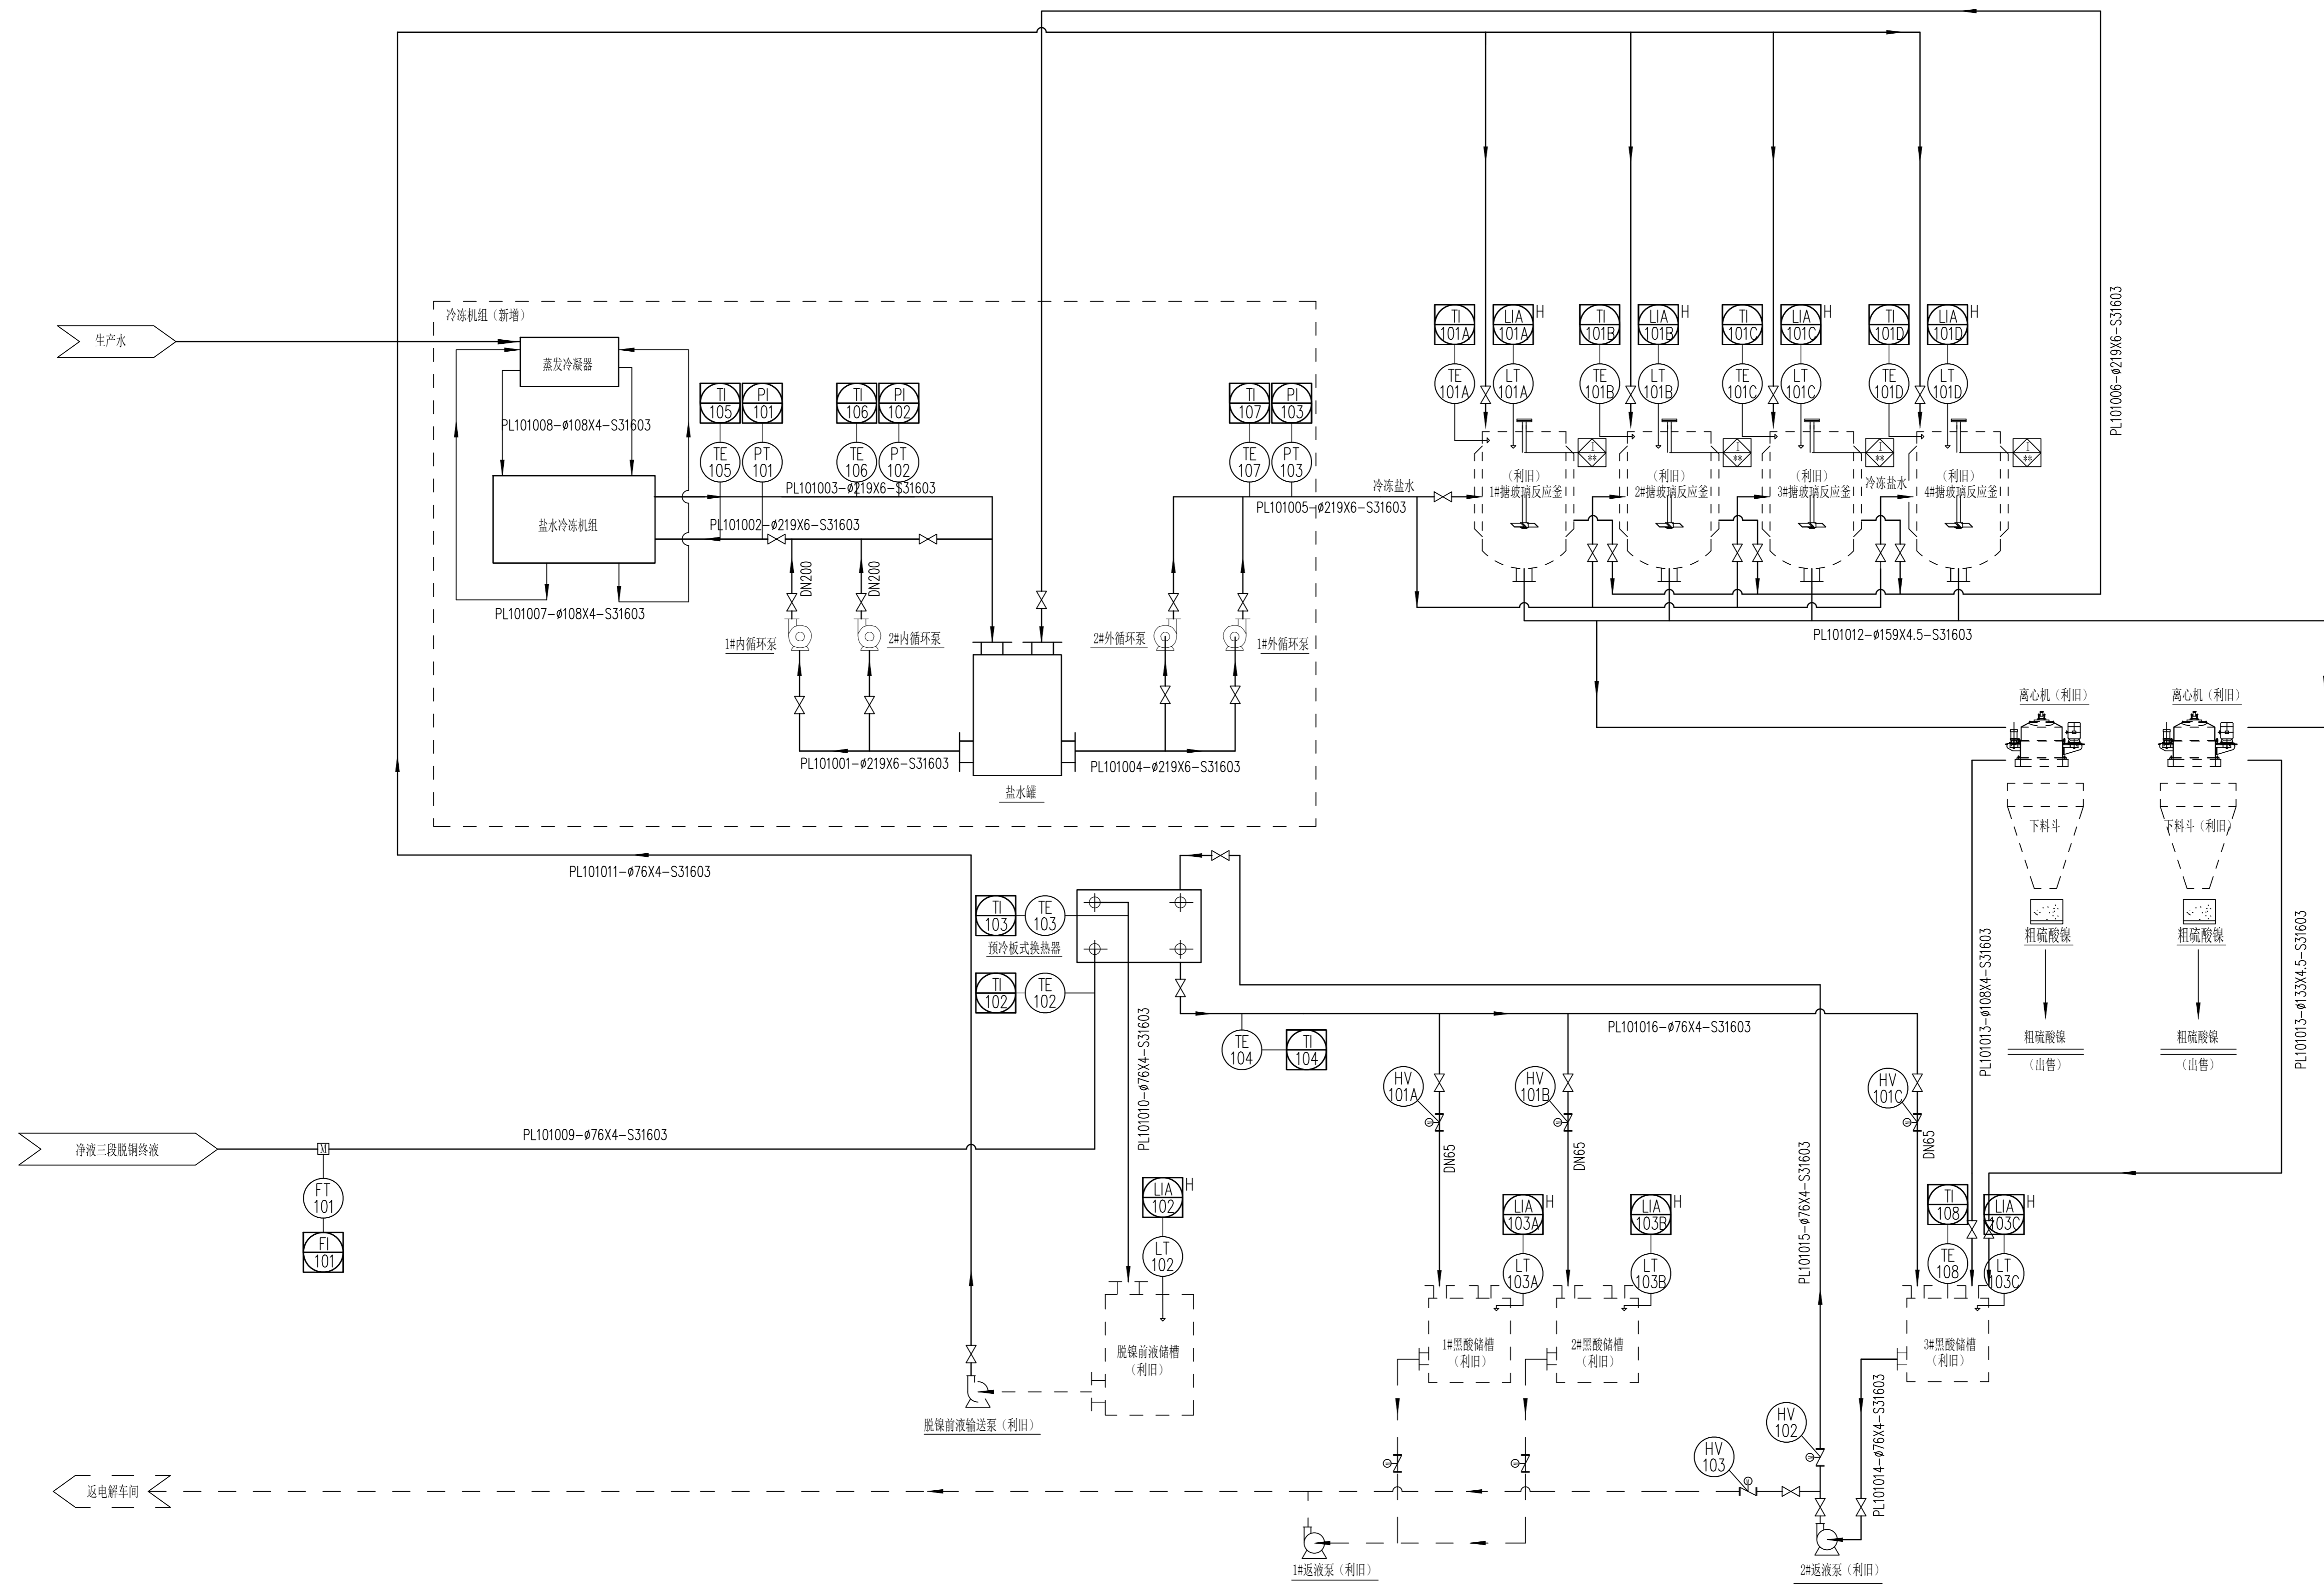 冷冻机组（新增）
生产水
蒸发冷凝器
PL101008-ø108X4-S31603
盐水冷冻机组
PL101007-ø108X4-S31603
TI
105
PI
101
TE
105
PT
101
TI
106
PI
102
TE
106
PT
102
PL101003-ø219X6-S31603
PL101002-ø219X6-S31603
DN200
DN200
1#内循环泵
2#内循环泵
PL101001-ø219X6-S31603
盐水罐
TI
107
PI
103
TE
107
PT
103
PL101005-ø219X6-S31603
2#外循环泵
1#外循环泵
PL101004-ø219X6-S31603
冷冻盐水
TI
101A
LIA
101A
H
TE
101A
LT
101A
TI
101B
LIA
101B
H
TE
101B
LT
101B
TI
101C
LIA
101C
H
TE
101C
LT
101C
TI
101D
LIA
101D
H
TE
101D
LT
101D
I
**
I
**
I
**
I
**
（利旧）
1#搪玻璃反应釜
（利旧）
2#搪玻璃反应釜
（利旧）
3#搪玻璃反应釜
冷冻盐水
（利旧）
4#搪玻璃反应釜
PL101006-ø219X6-S31603
PL101012-ø159X4.5-S31603
离心机（利旧）
离心机（利旧）
下料斗
下料斗（利旧）
粗硫酸镍
粗硫酸镍
粗硫酸镍
（出售）
粗硫酸镍
（出售）
PL101013-ø108X4-S31603
PL101013-ø133X4.5-S31603
PL101011-ø76X4-S31603
TI
103
TE
103
预冷板式换热器
TI
102
TE
102
PL101010-ø76X4-S31603
TE
104
TI
104
PL101016-ø76X4-S31603
净液三段脱铜终液
PL101009-ø76X4-S31603
M
FT
101
FI
101
HV
101A
DN65
HV
101B
DN65
HV
101C
DN65
PL101015-ø76X4-S31603
LIA
102
H
LT
102
LIA
103A
H
LT
103A
LIA
103B
H
LT
103B
TI
108
TE
108
LIA
103C
H
LT
103C
脱镍前液储槽
（利旧）
脱镍前液输送泵（利旧）
1#黑酸储槽
（利旧）
2#黑酸储槽
（利旧）
3#黑酸储槽
（利旧）
PL101014-ø76X4-S31603
HV
102
HV
103
返电解车间
1#返液泵（利旧）
2#返液泵（利旧）